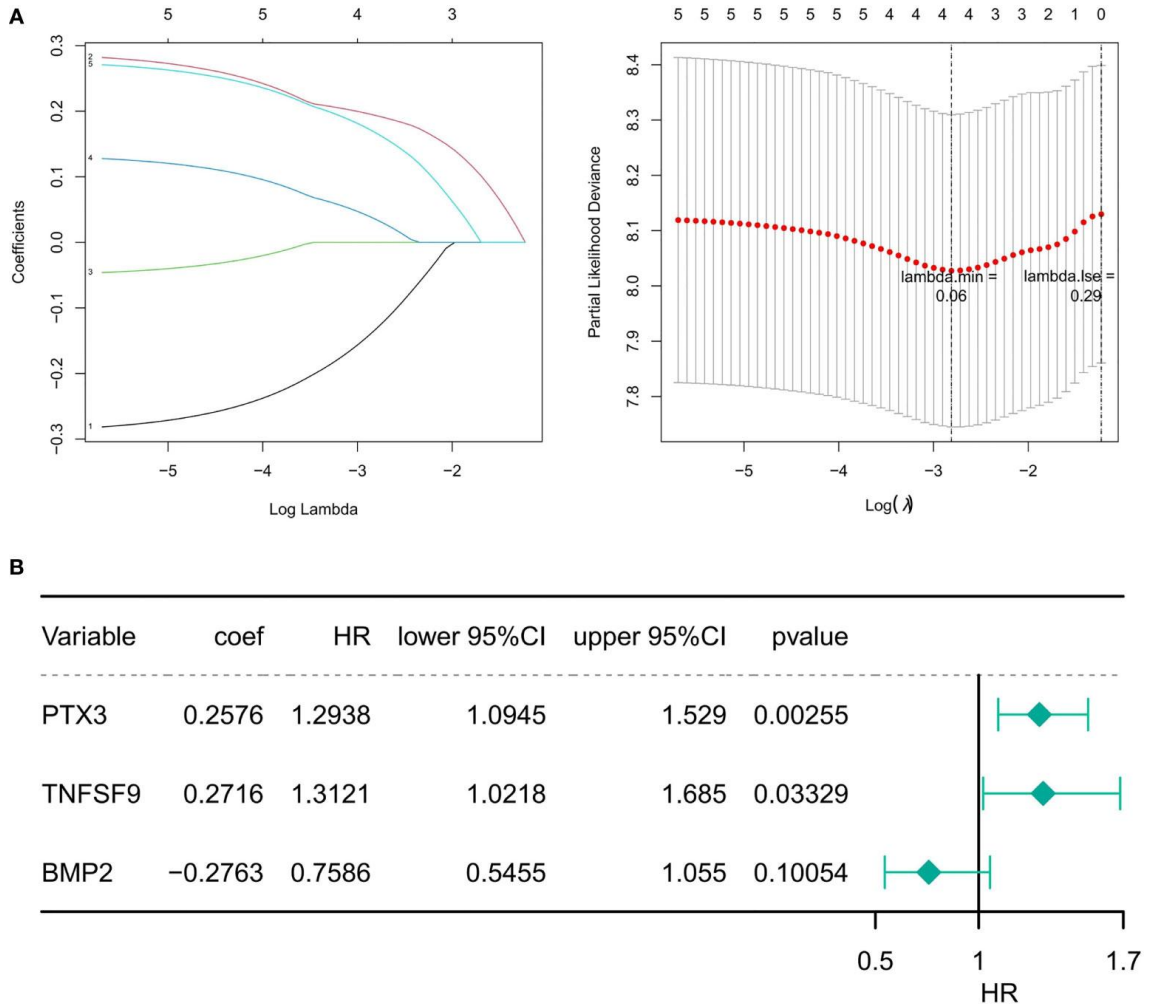 A
5 5 4 3
0.3
0.2
0.1
0.0
−0.1
−0.2
−0.3
Coefficients
2
5
4
3
1
−5 −4 −3 −2
Log Lambda
5 5 5 5 5 5 5 5 4 4 4 4 3 3 2 1 0
8.4
8.3
8.2
8.1
8.0
7.9
7.8
Partial Likelihood Deviance
lambda.min =
0.06
lambda.lse =
0.29
−5 −4 −3 −2
Log(λ)
B
Variable coef HR lower 95%CI upper 95%CI pvalue
PTX3 0.2576 1.2938 1.0945 1.529 0.00255
TNFSF9 0.2716 1.3121 1.0218 1.685 0.03329
BMP2 −0.2763 0.7586 0.5455 1.055 0.10054
0.5 1 1.7
HR